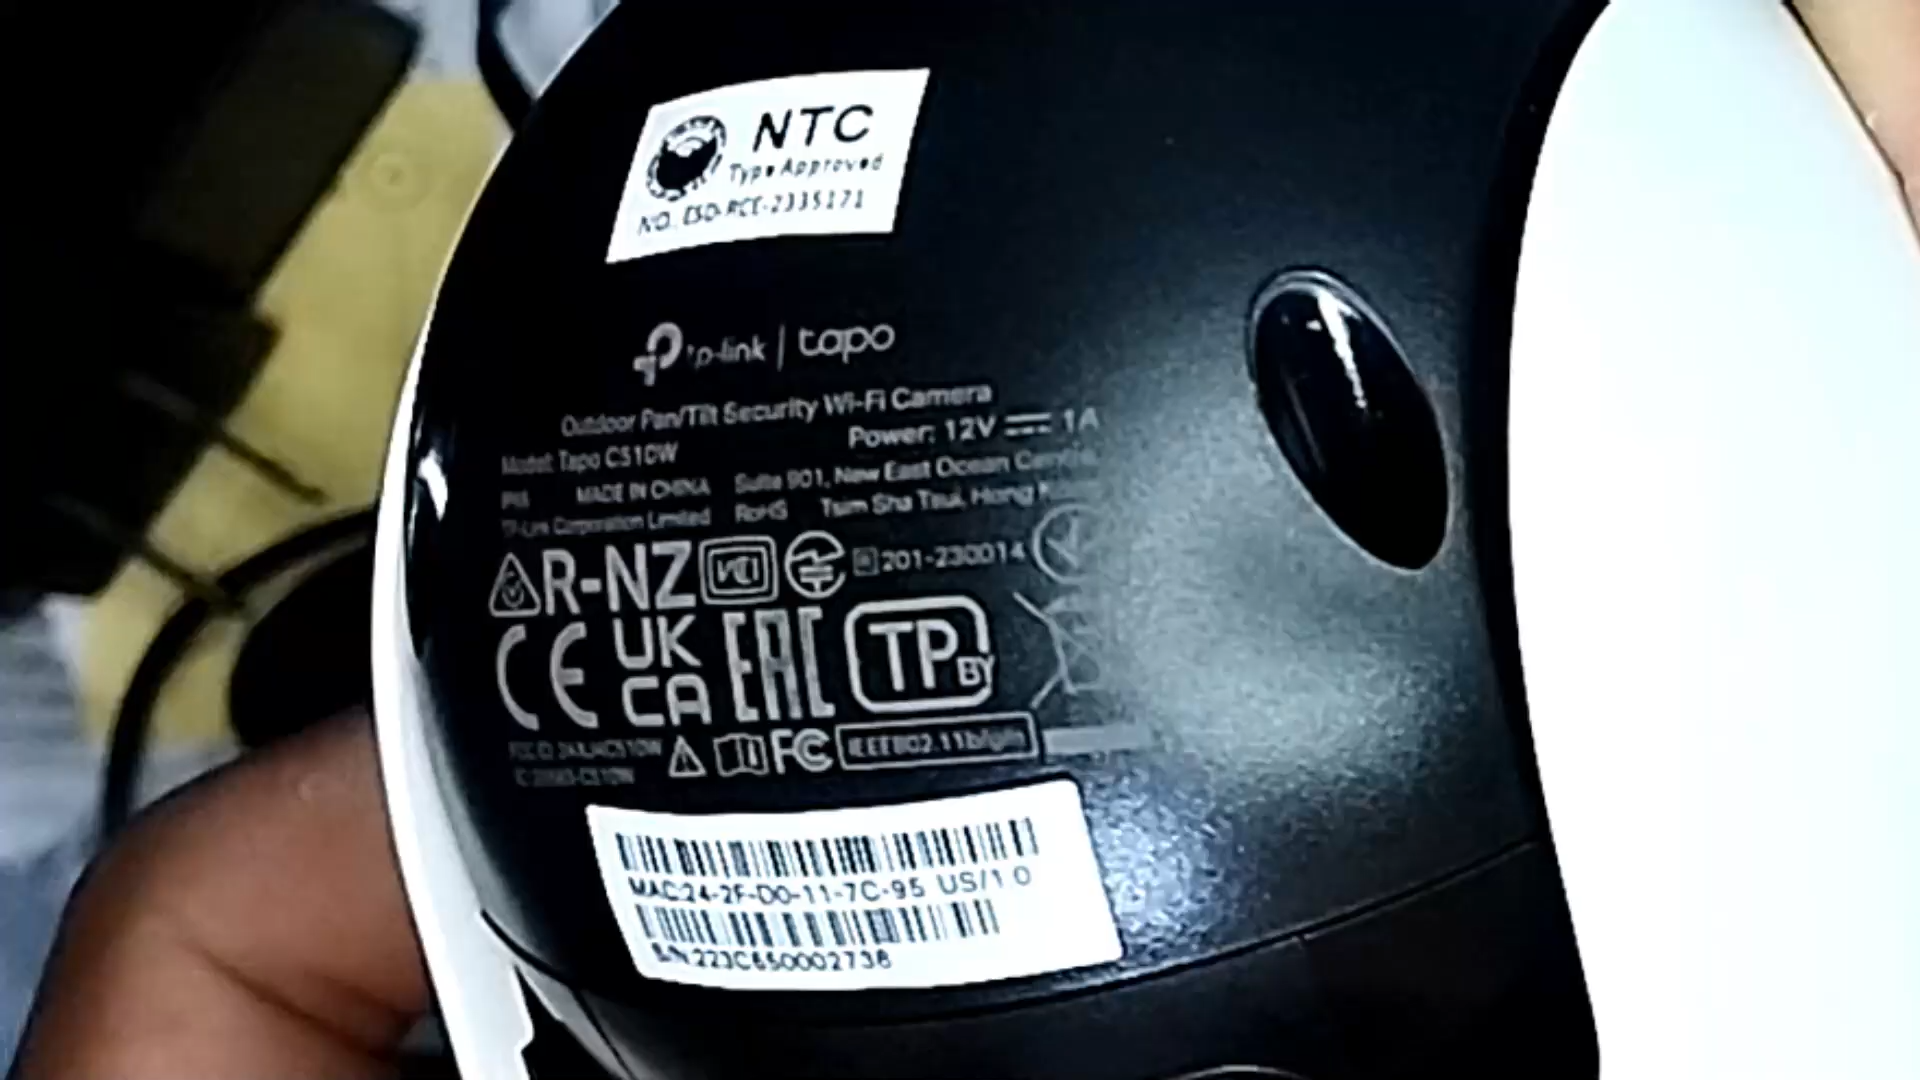 NTC
Type Approved
NO. ESD-RCE-2335171
tp-link | tapo
Outdoor Pan/Tilt Security Wi-Fi Camera
Model: Tapo C510W Power: 12V 1A
MADE IN CHINA Suite 901, New East Ocean
TP-Link Corporation Limited RoHS Tsim Sha Tsui, Hong
R-NZ VCCI 201-230014
CE UK CA EAC TP BY
FC IEEE802.11b/g/n
MAC:24-2F-D0-11-7C-95 US/1.0
S/N:223C650002738